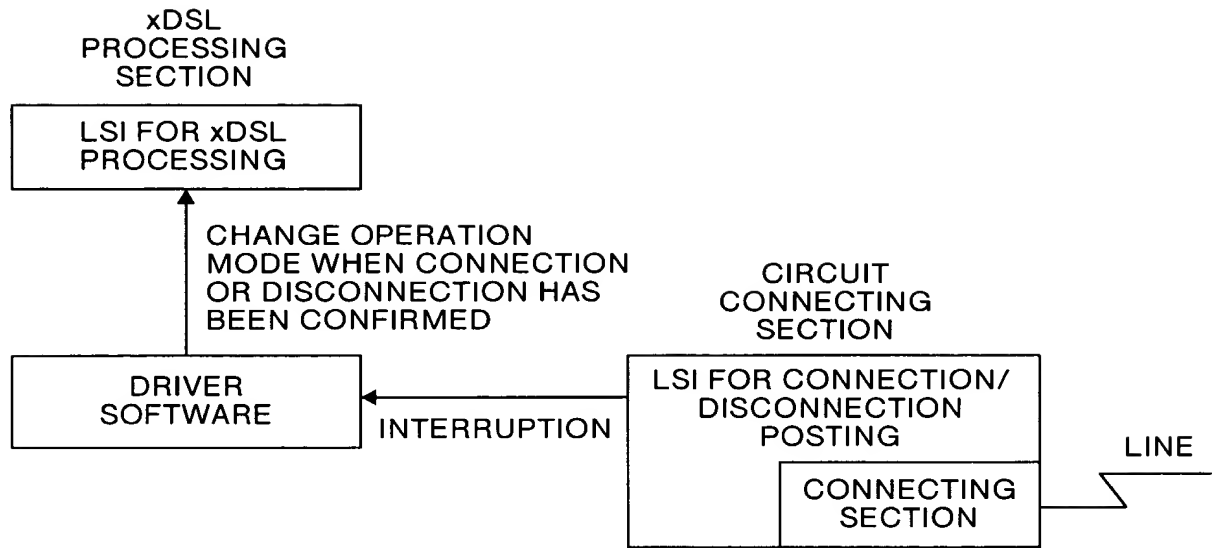 xDSL
PROCESSING
SECTION
LSI FOR xDSL
PROCESSING
CHANGE OPERATION
MODE WHEN CONNECTION
OR DISCONNECTION HAS
BEEN CONFIRMED
CIRCUIT
CONNECTING
SECTION
DRIVER
SOFTWARE
INTERRUPTION
LSI FOR CONNECTION/
DISCONNECTION
POSTING
CONNECTING
SECTION
LINE